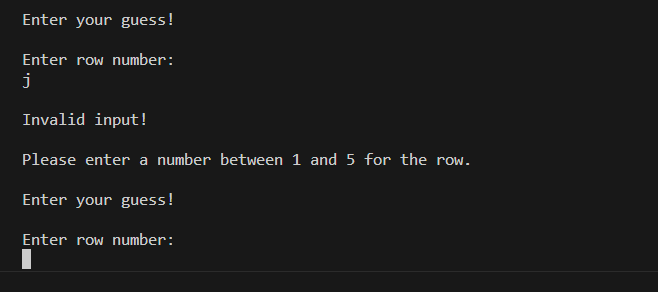 Enter your guess!
Enter row number:
j
Invalid input!
Please enter a number between 1 and 5 for the row.
Enter your guess!
Enter row number: